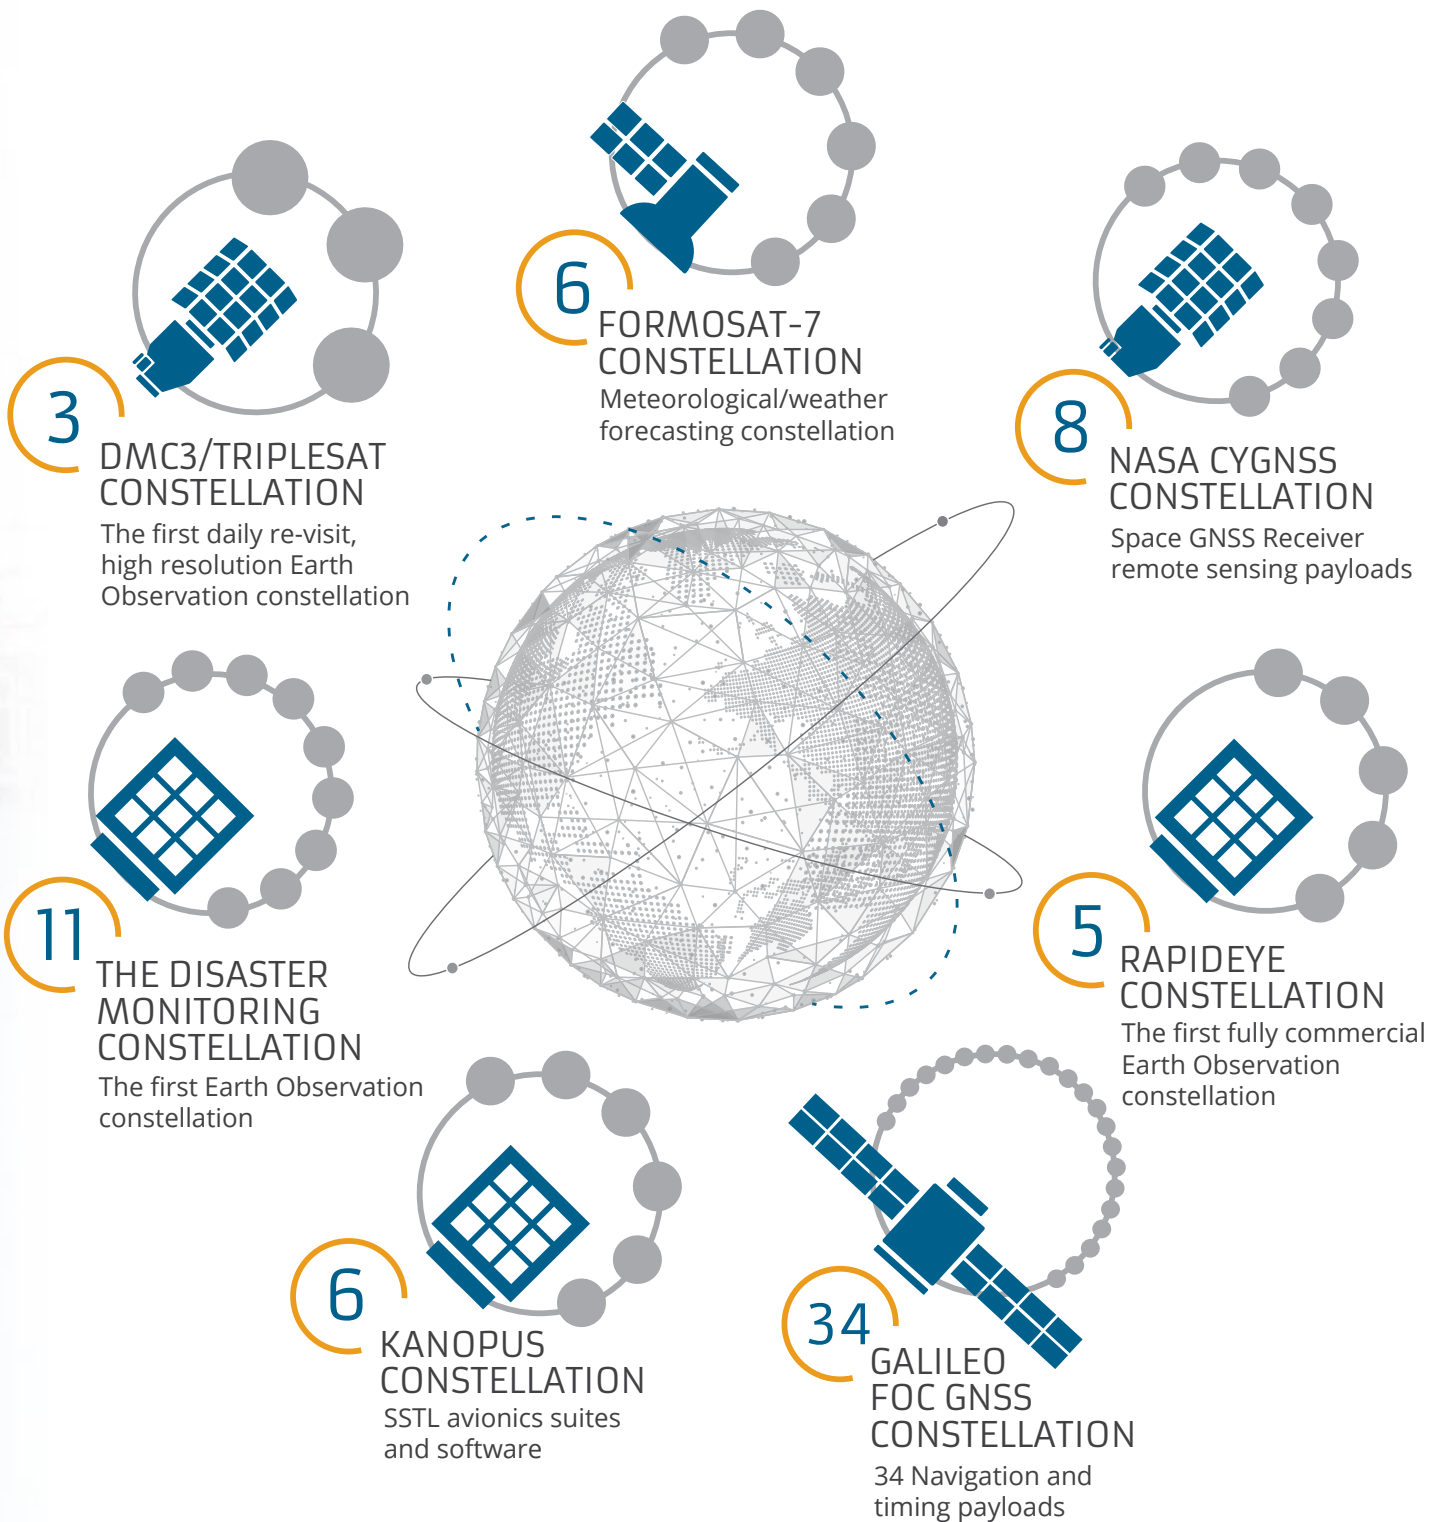 6
FORMOSAT-7
CONSTELLATION
Meteorological/weather
forecasting constellation
3
DMC3/TRIPLESAT
CONSTELLATION
The first daily re-visit,
high resolution Earth
Observation constellation
8
NASA CYGNSS
CONSTELLATION
Space GNSS Receiver
remote sensing payloads
11
THE DISASTER
MONITORING
CONSTELLATION
The first Earth Observation
constellation
5
RAPIDEYE
CONSTELLATION
The first fully commercial
Earth Observation
constellation
6
KANOPUS
CONSTELLATION
SSTL avionics suites
and software
34
GALILEO
FOC GNSS
CONSTELLATION
34 Navigation and
timing payloads